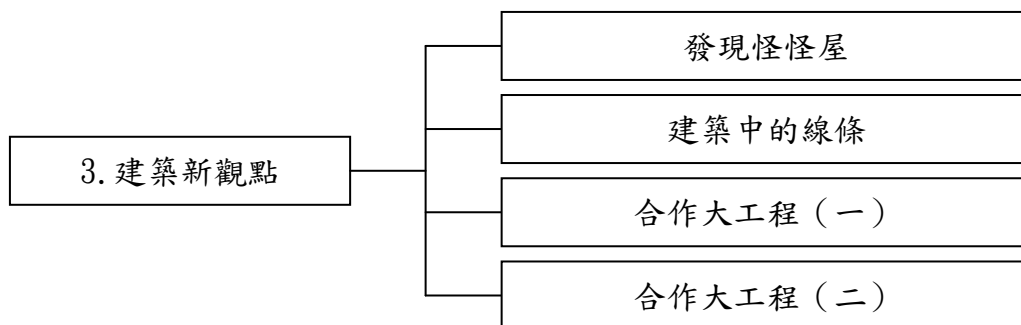 3.建築新觀點
發現怪怪屋
建築中的線條
合作大工程（一）
合作大工程（二）